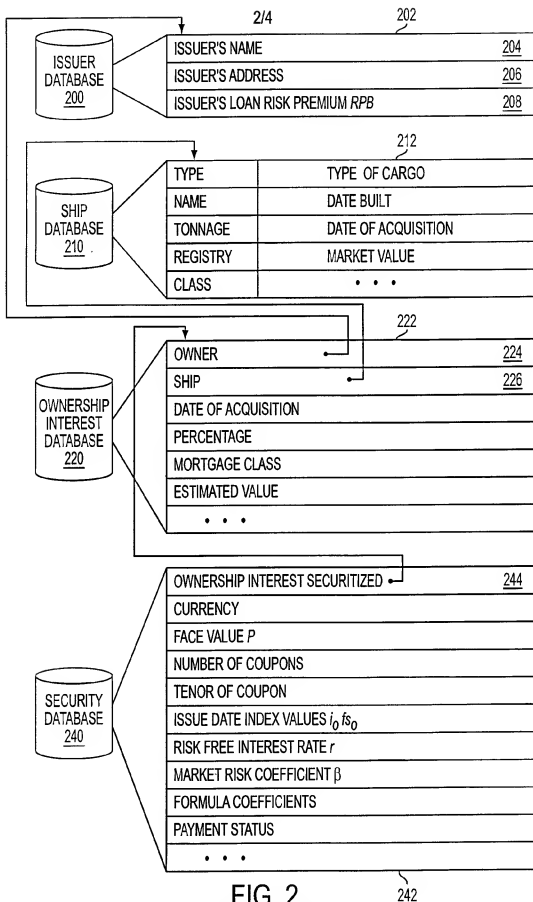 2/4
202
ISSUER DATABASE 200
ISSUER'S NAME 204
ISSUER'S ADDRESS 206
ISSUER'S LOAN RISK PREMIUM RPB 208
212
SHIP DATABASE 210
TYPE TYPE OF CARGO
NAME DATE BUILT
TONNAGE DATE OF ACQUISITION
REGISTRY MARKET VALUE
CLASS • • •
222
OWNERSHIP INTEREST DATABASE 220
OWNER 224
SHIP 226
DATE OF ACQUISITION
PERCENTAGE
MORTGAGE CLASS
ESTIMATED VALUE
• • •
SECURITY DATABASE 240
OWNERSHIP INTEREST SECURITIZED 244
CURRENCY
FACE VALUE P
NUMBER OF COUPONS
TENOR OF COUPON
ISSUE DATE INDEX VALUES i₀ fs₀
RISK FREE INTEREST RATE r
MARKET RISK COEFFICIENT β
FORMULA COEFFICIENTS
PAYMENT STATUS
• • •
FIG. 2
242